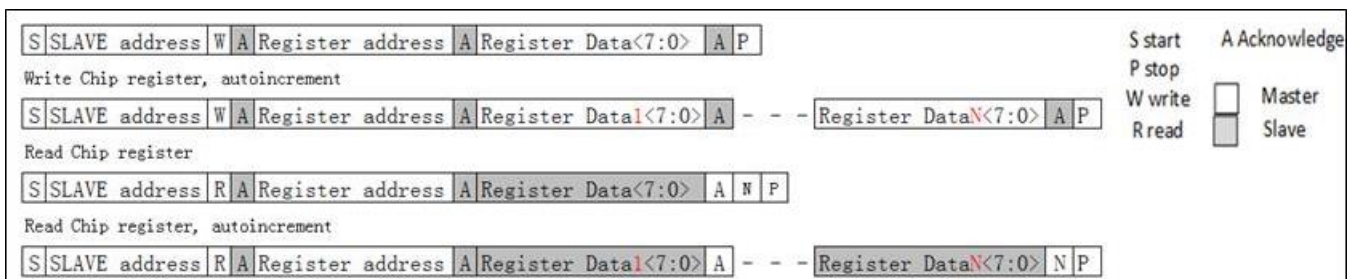 S SLAVE address W A Register address A Register Data<7:0> A P
Write Chip register, autoincrement
S SLAVE address W A Register address A Register Data1<7:0> A - - - Register DataN<7:0> A P
Read Chip register
S SLAVE address R A Register address A Register Data<7:0> A N P
Read Chip register, autoincrement
S SLAVE address R A Register address A Register Data1<7:0> A - - - Register DataN<7:0> N P
S start A Acknowledge
P stop
W write Master
R read Slave